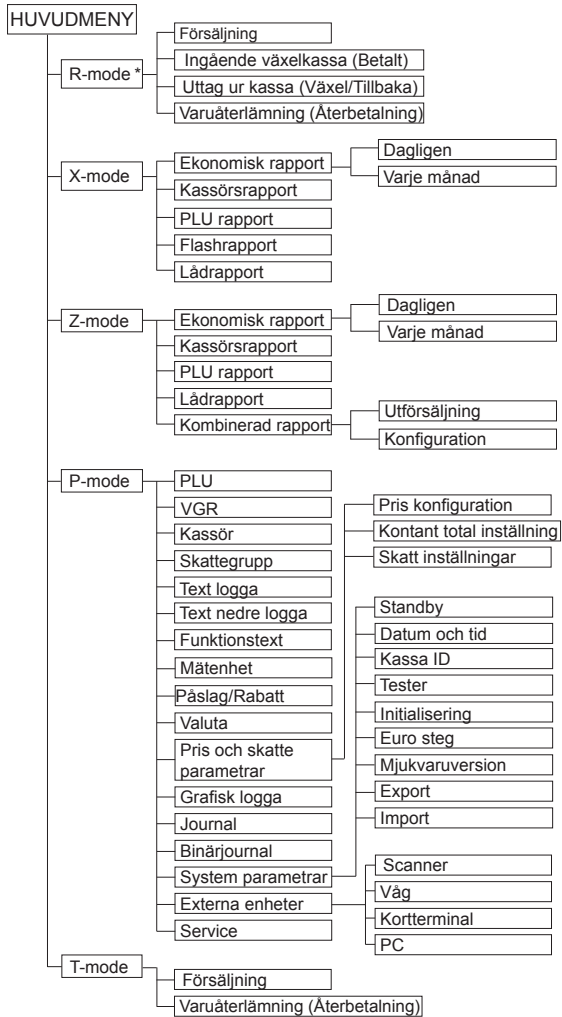 HUVUDMENY
R-mode *
Försäljning
Ingående växelkassa (Betalt)
Uttag ur kassa (Växel/Tillbaka)
Varuåterlämning (Återbetalning)
X-mode
Ekonomisk rapport
Dagligen
Varje månad
Kassörsrapport
PLU rapport
Flashrapport
Lådrapport
Z-mode
Ekonomisk rapport
Dagligen
Varje månad
Kassörsrapport
PLU rapport
Lådrapport
Kombinerad rapport
Utförsäljning
Konfiguration
P-mode
PLU
VGR
Kassör
Skattegrupp
Text logga
Text nedre logga
Funktionstext
Mätenhet
Påslag/Rabatt
Valuta
Pris och skatte
parametrar
Pris konfiguration
Kontant total inställning
Skatt inställningar
Grafisk logga
Journal
Binärjournal
System parametrar
Standby
Datum och tid
Kassa ID
Tester
Initialisering
Euro steg
Mjukvaruversion
Export
Import
Externa enheter
Scanner
Våg
Kortterminal
PC
Service
T-mode
Försäljning
Varuåterlämning (Återbetalning)